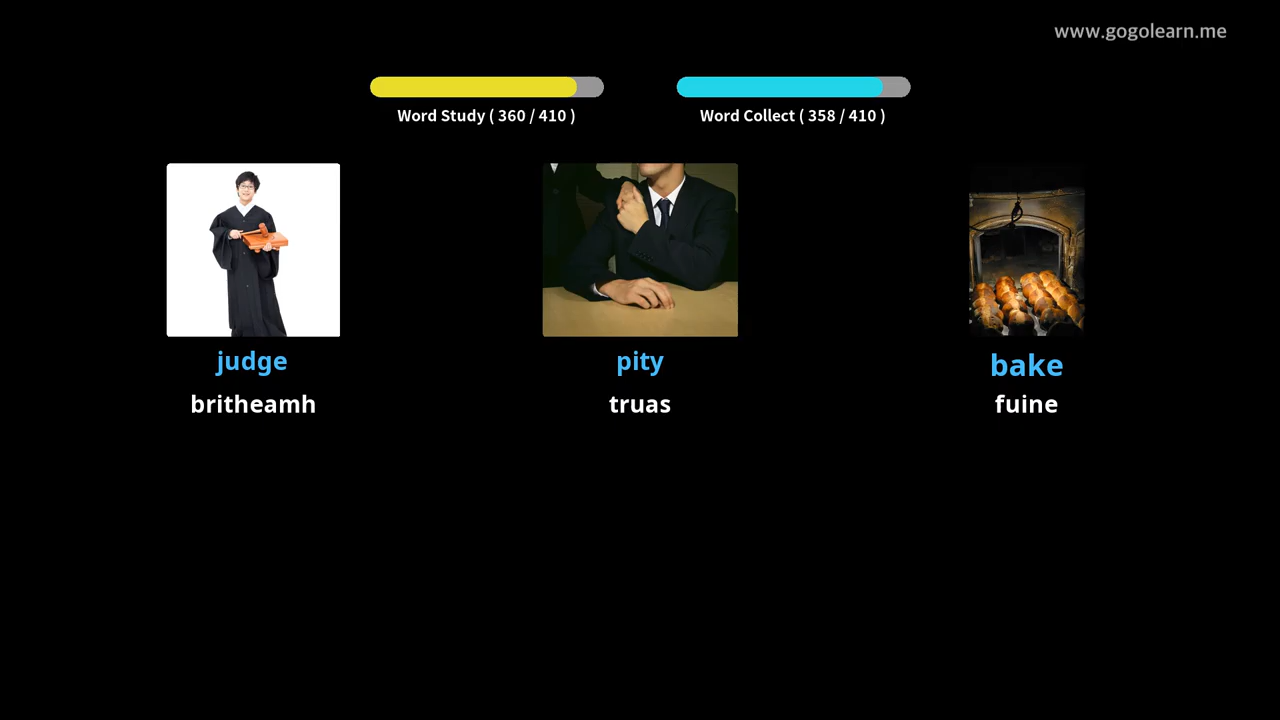 www.gogolearn.me
Word Study ( 360 / 410 )
Word Collect ( 358 / 410 )
judge
britheamh
pity
truas
bake
fuine